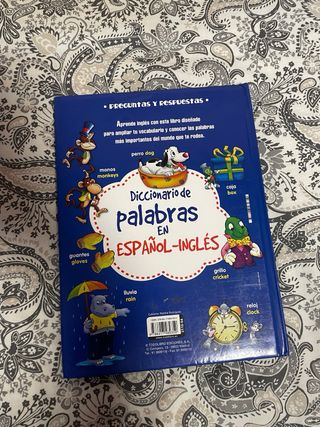 • PREGUNTAS Y RESPUESTAS •
Aprende inglés con este libro diseñado
para ampliar tu vocabulario y conocer las palabras
más importantes del mundo que te rodea.
perro dog
monos
monkeys
caja
box
Diccionario de
palabras
EN
ESPAÑOL-INGLÉS
guantes
gloves
grillo
cricket
lluvia
rain
reloj
clock
© TODOLIBRO EDICIONES, S.A.